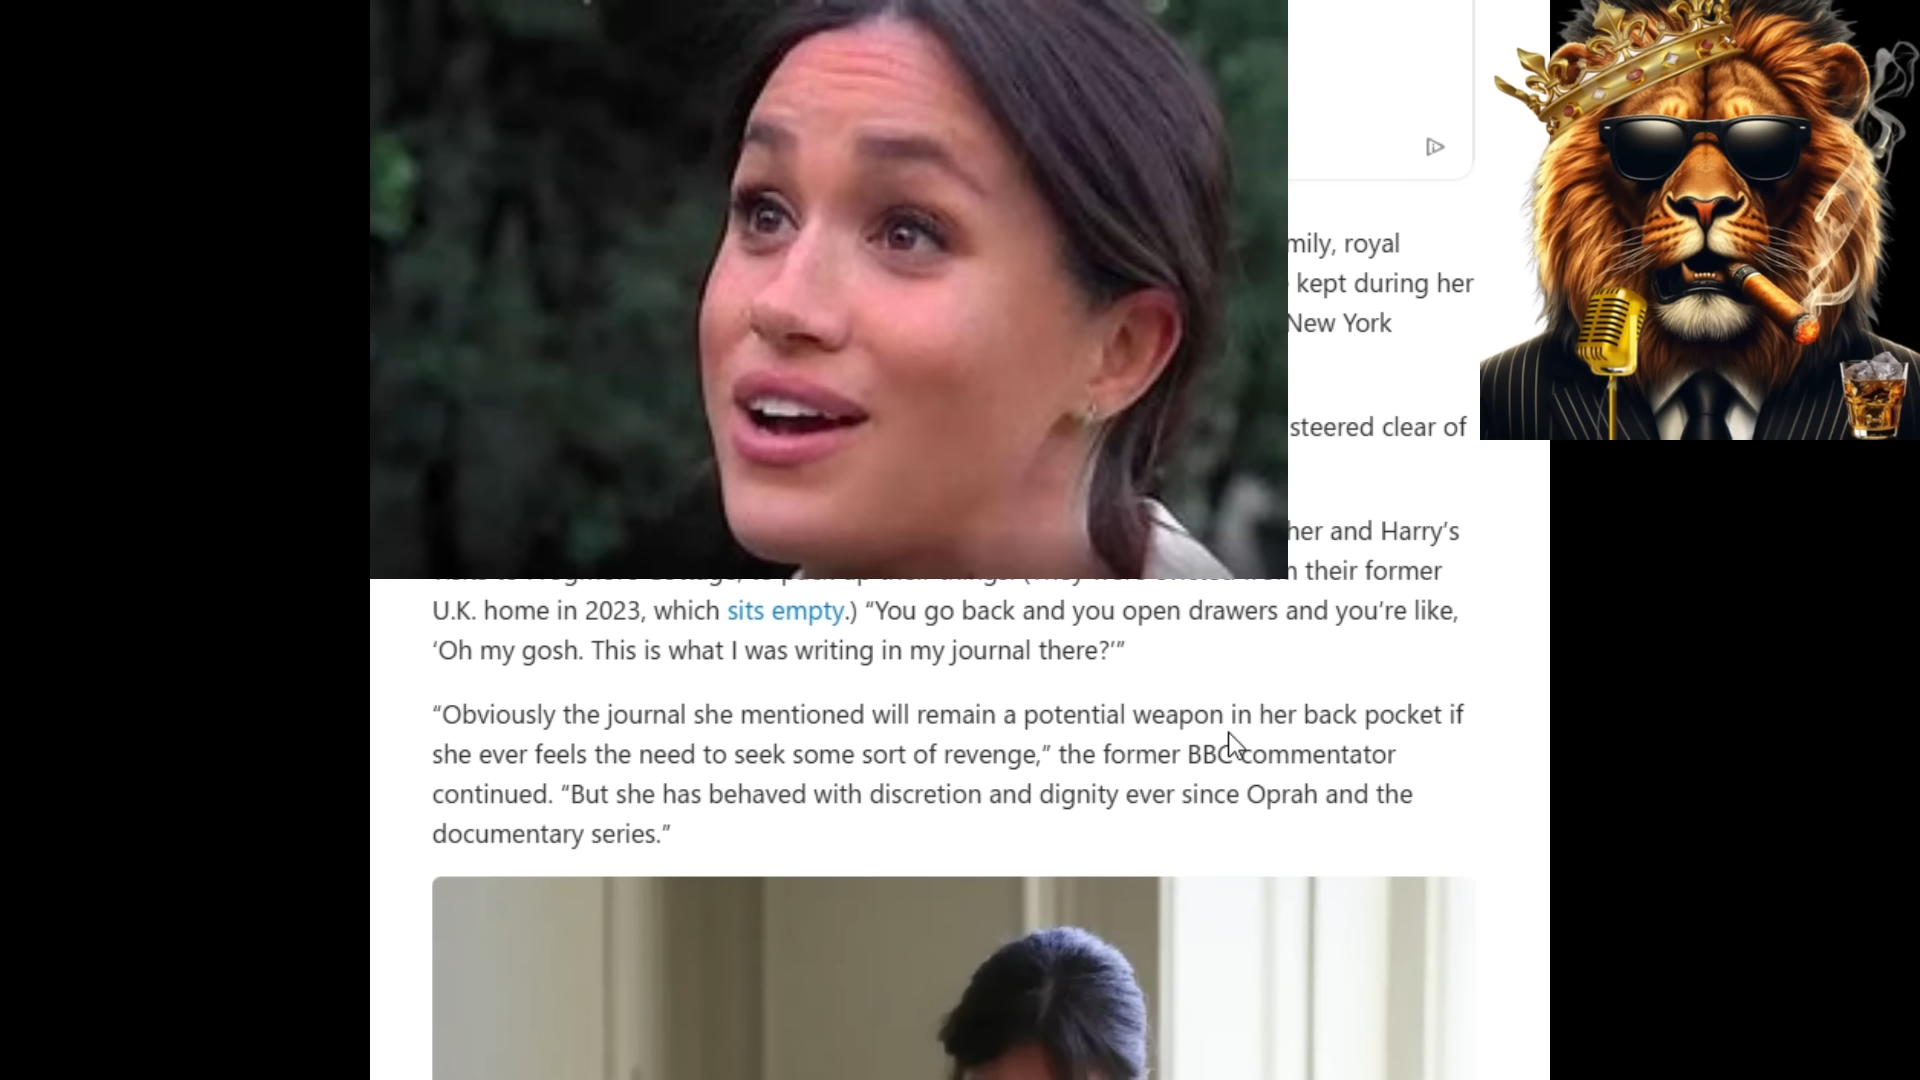 mily, royal
kept during her
New York
steered clear of
her and Harry’s
their former
U.K. home in 2023, which sits empty.) “You go back and you open drawers and you’re like,
‘Oh my gosh. This is what I was writing in my journal there?’”
“Obviously the journal she mentioned will remain a potential weapon in her back pocket if
she ever feels the need to seek some sort of revenge,” the former BBC commentator
continued. “But she has behaved with discretion and dignity ever since Oprah and the
documentary series.”